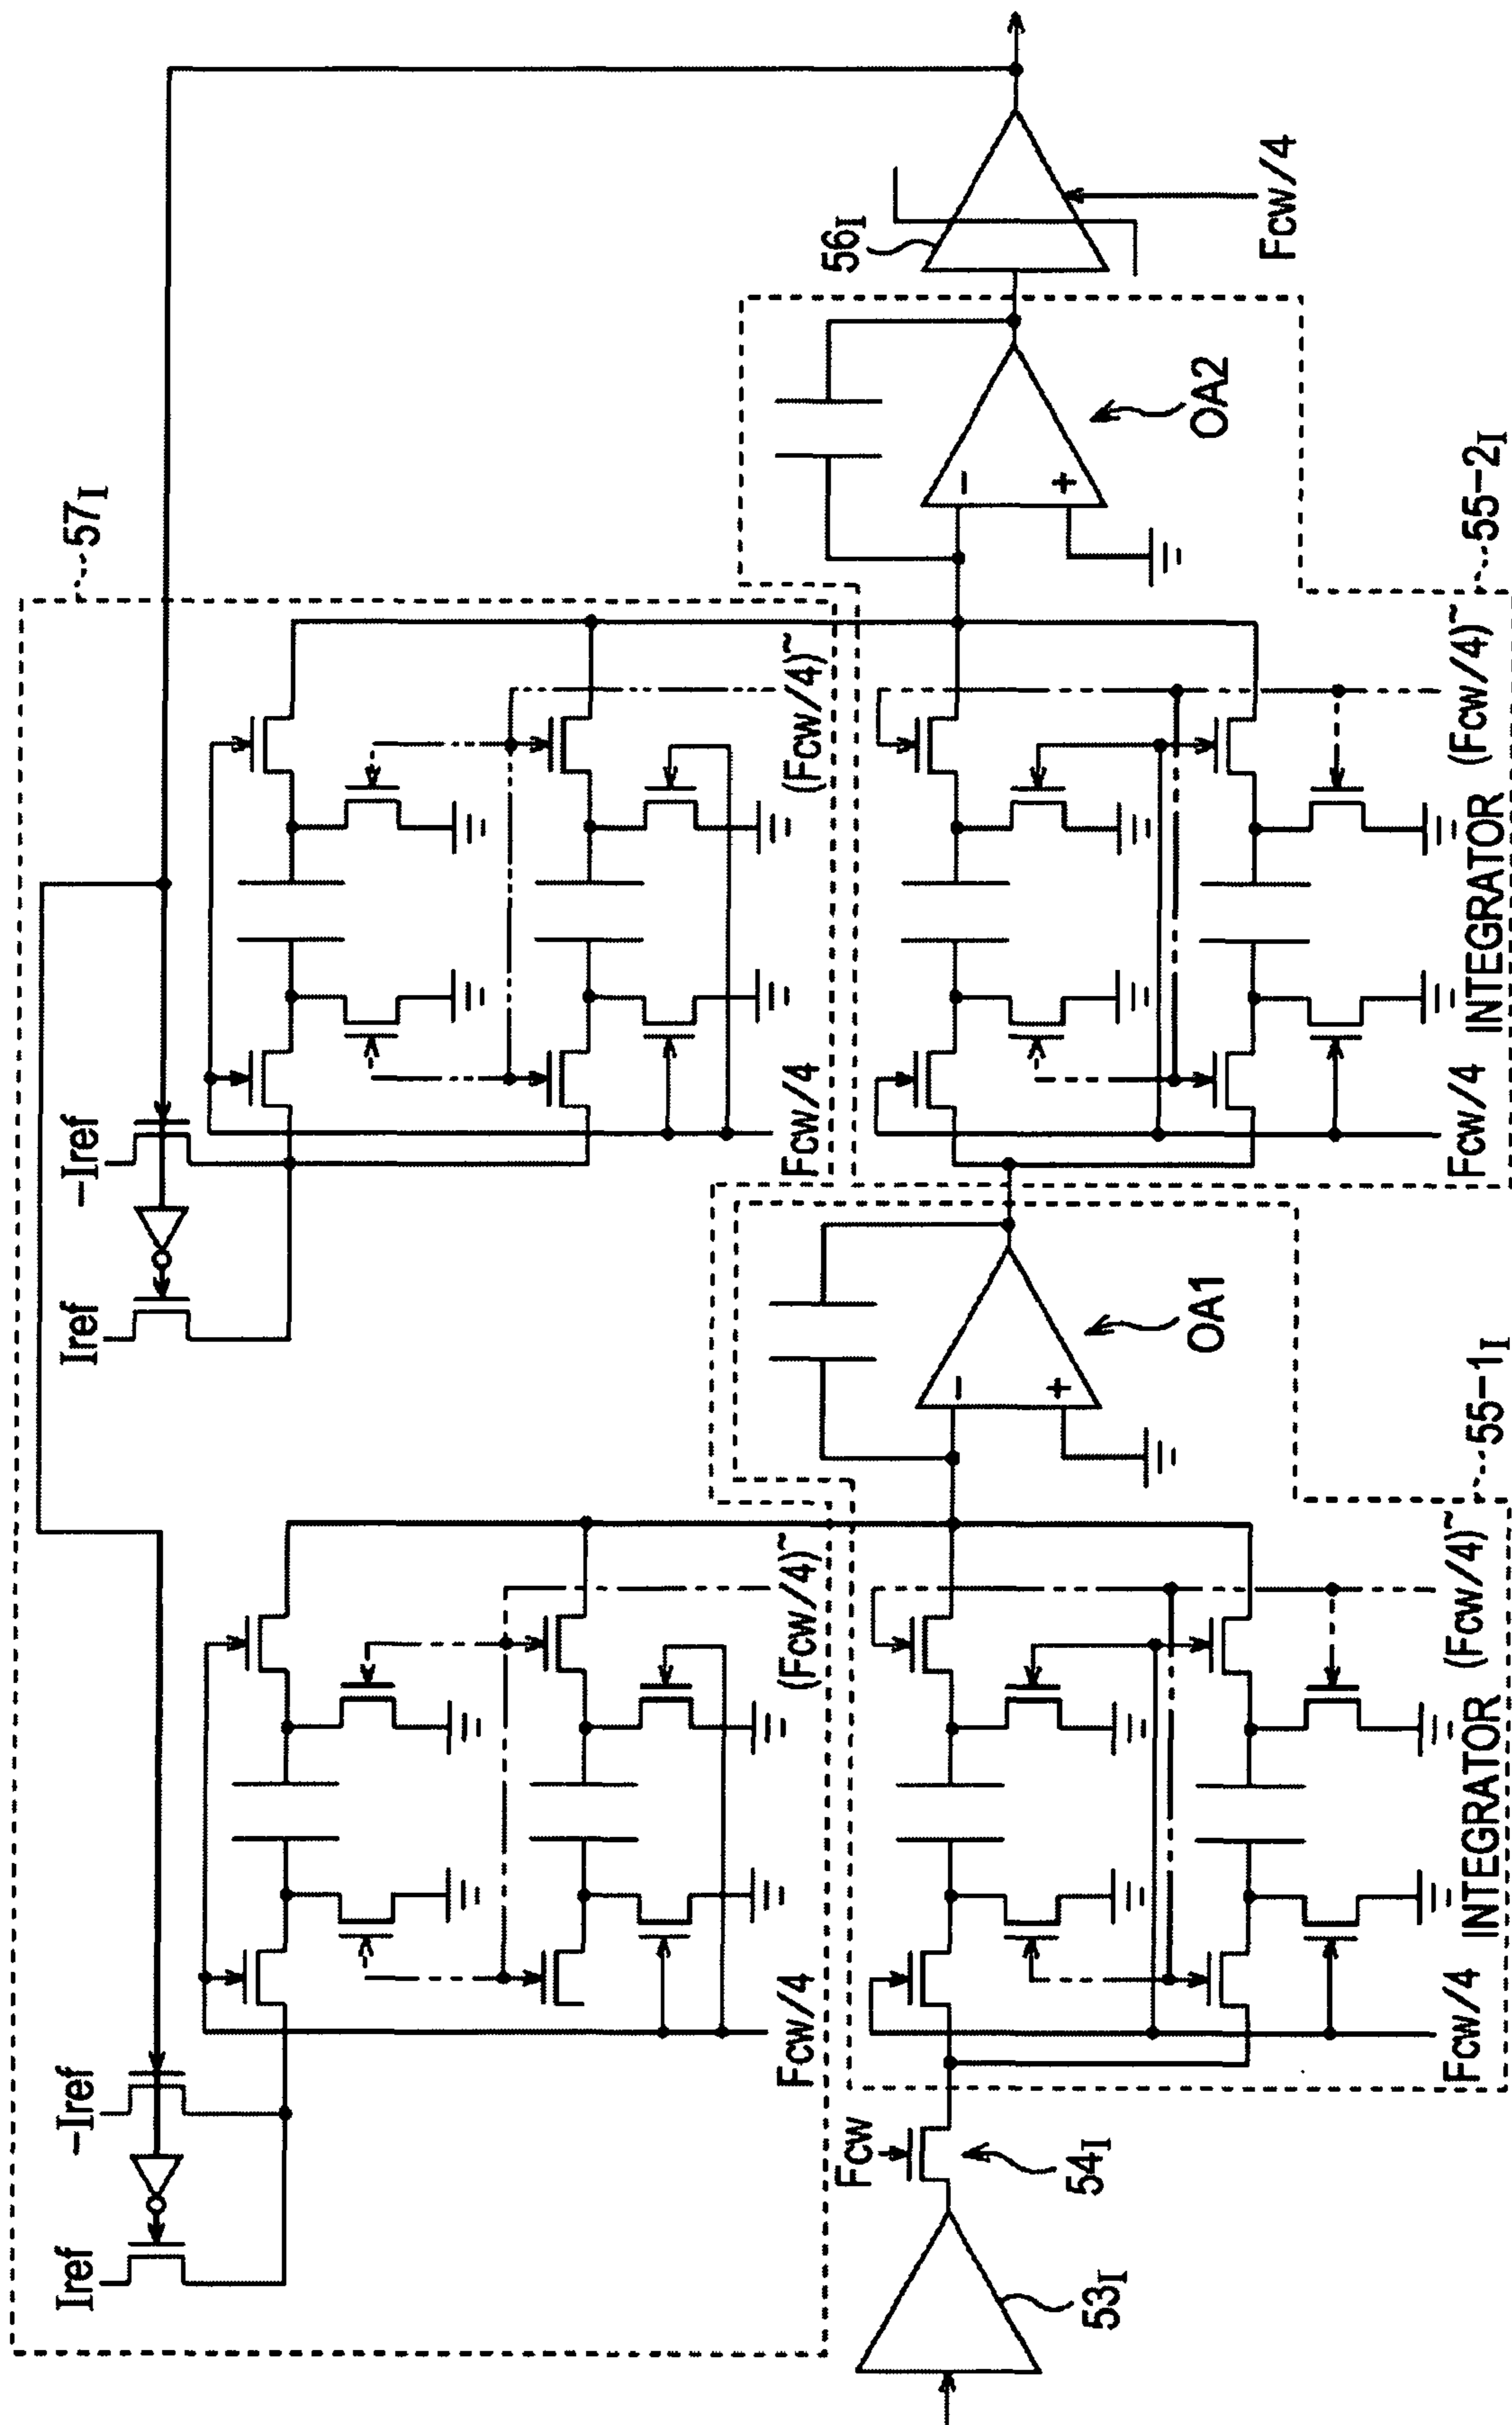 57I
Iref
-Iref
Iref
-Iref
Fcw/4
(Fcw/4)~
Fcw/4
(Fcw/4)~
53I
Fcw
54I
OA1
OA2
56I
Fcw/4
Fcw/4
INTEGRATOR
(Fcw/4)~
55-1I
Fcw/4
INTEGRATOR
(Fcw/4)~
55-2I
-
+
-
+